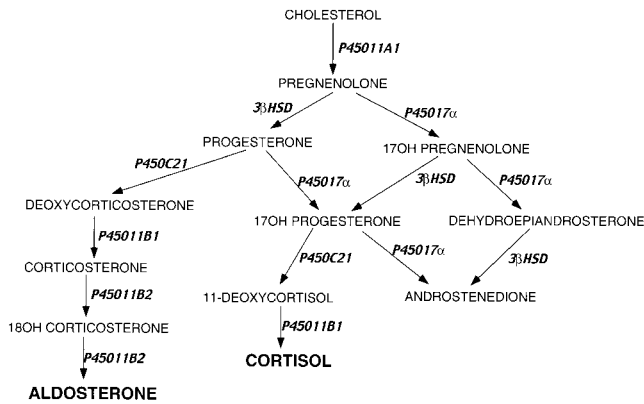 CHOLESTEROL
P45011A1
PREGNENOLONE
3βHSD
P45017α
PROGESTERONE
17OH PREGNENOLONE
P450C21
P45017α
3βHSD
P45017α
DEOXYCORTICOSTERONE
17OH PROGESTERONE
DEHYDROEPIANDROSTERONE
P45011B1
P450C21
P45017α
3βHSD
CORTICOSTERONE
P45011B2
11-DEOXYCORTISOL
ANDROSTENEDIONE
18OH CORTICOSTERONE
P45011B1
P45011B2
CORTISOL
ALDOSTERONE